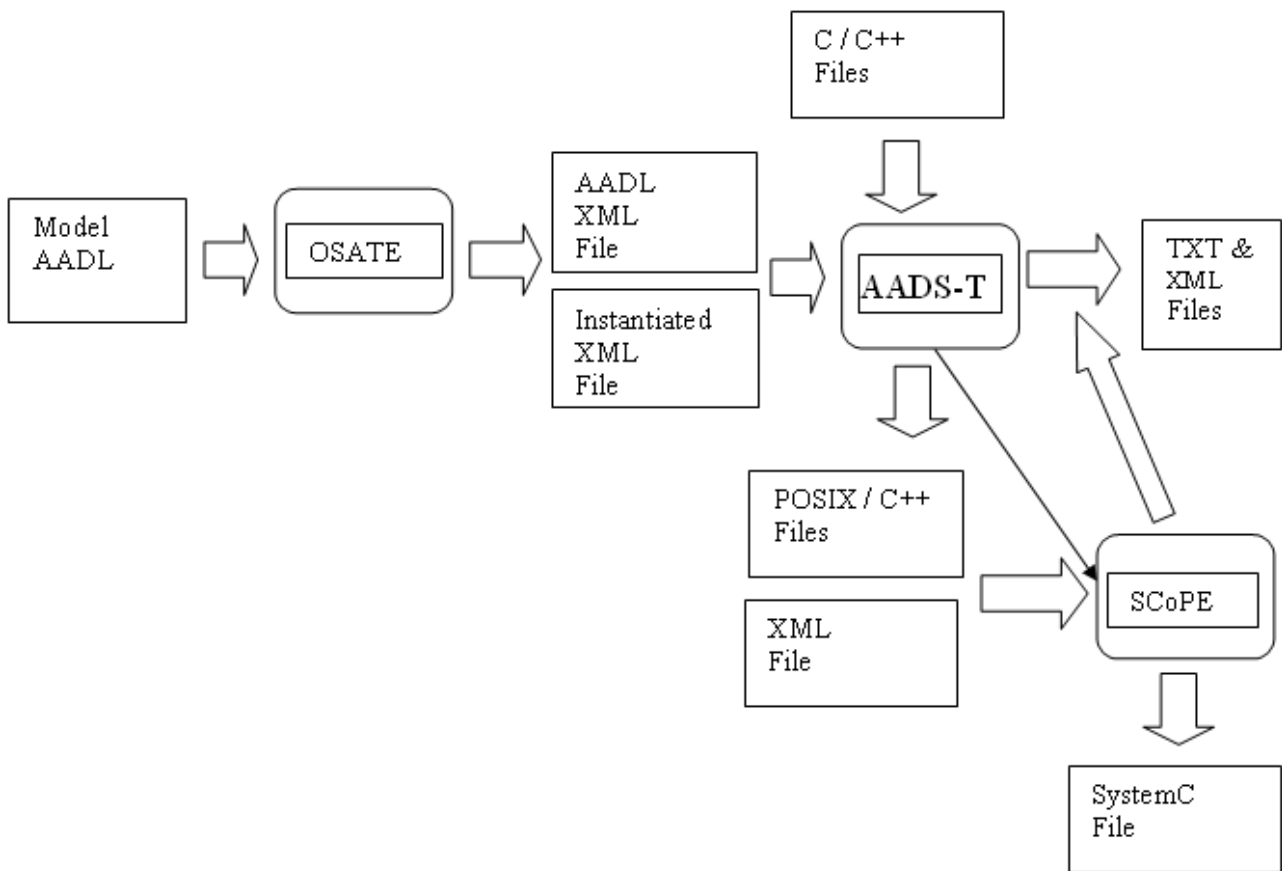 C / C++
Files
Model
AADL
OSATE
AADL
XML
File
Instantiated
XML
File
AADS-T
TXT &
XML
Files
POSIX / C++
Files
XML
File
SCoPE
SystemC
File